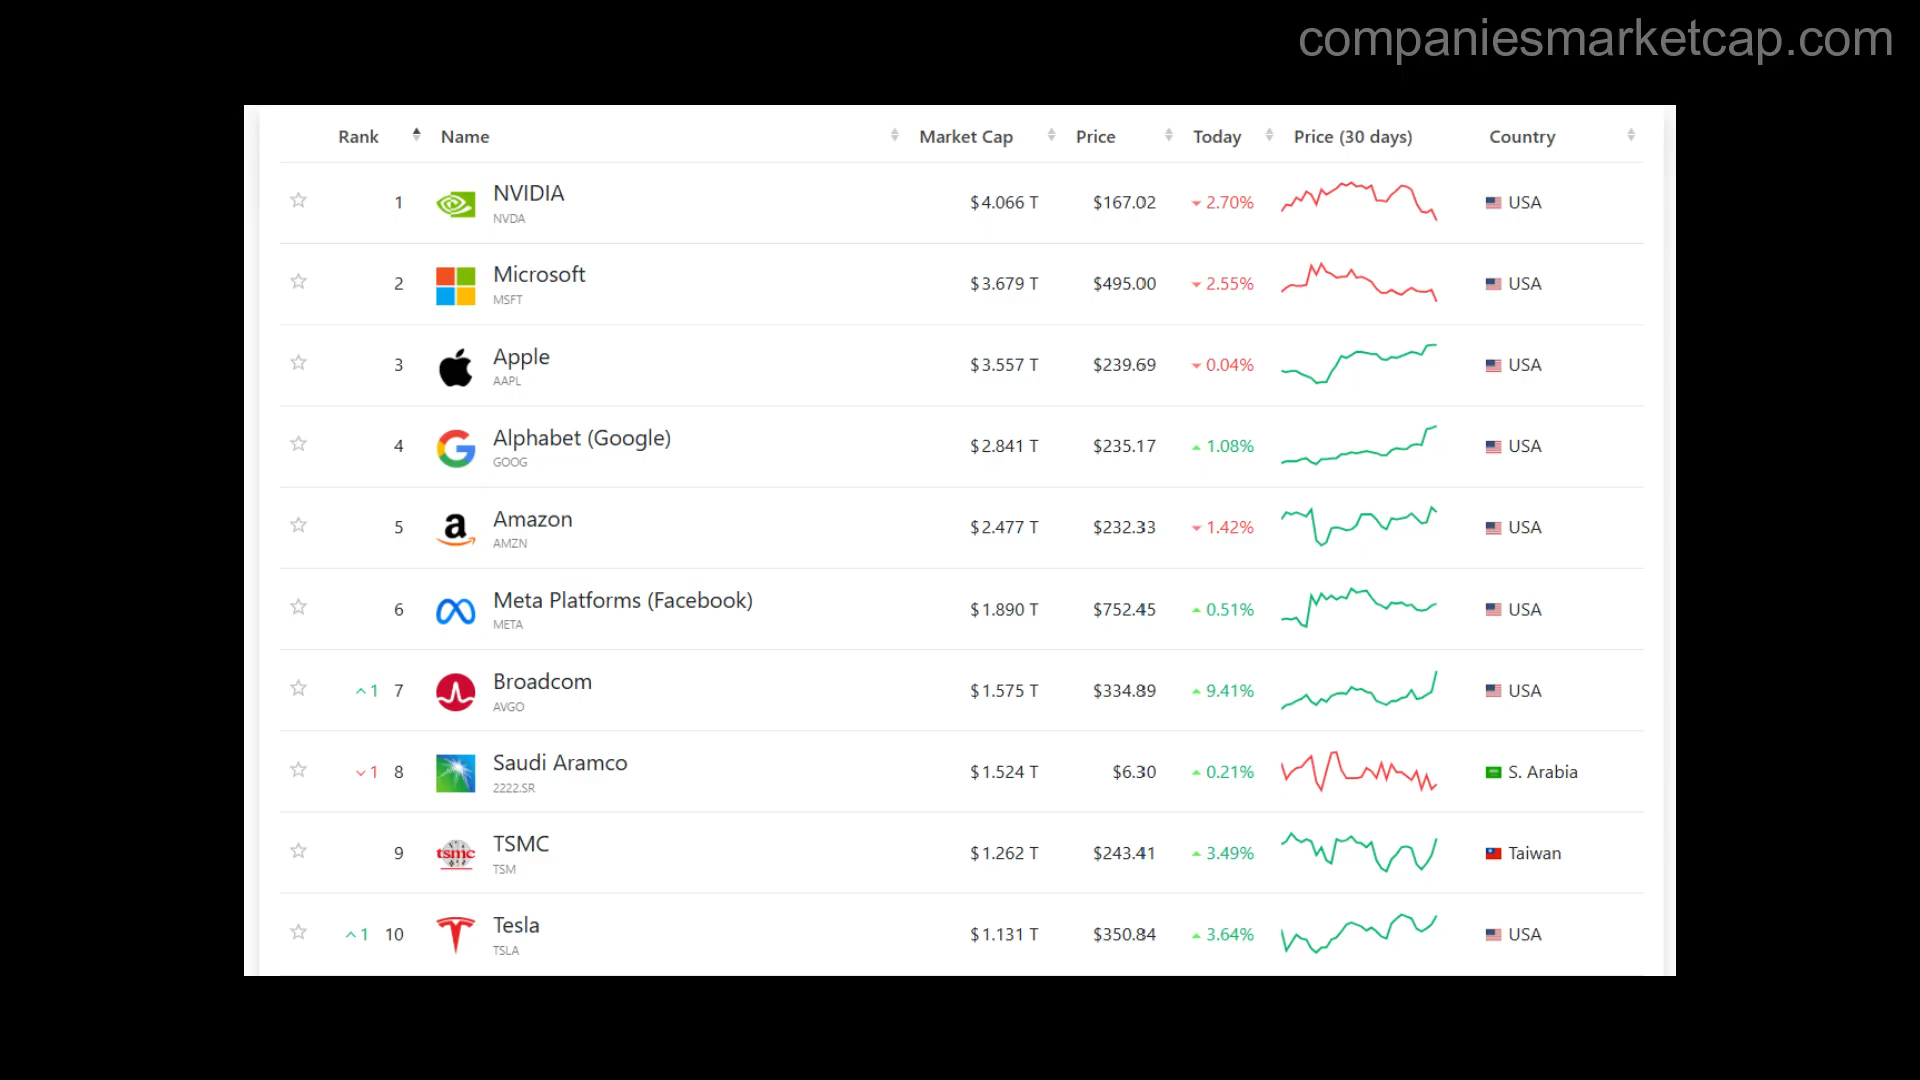 companiesmarketcap.com
Rank Name Market Cap Price Today Price (30 days) Country
1 NVIDIA $4.066 T $167.02 2.70% USA
NVDA
2 Microsoft $3.679 T $495.00 2.55% USA
MSFT
3 Apple $3.557 T $239.69 0.04% USA
AAPL
4 Alphabet (Google) $2.841 T $235.17 1.08% USA
GOOG
5 Amazon $2.477 T $232.33 1.42% USA
AMZN
6 Meta Platforms (Facebook) $1.890 T $752.45 0.51% USA
META
1 7 Broadcom $1.575 T $334.89 9.41% USA
AVGO
1 8 Saudi Aramco $1.524 T $6.30 0.21% S. Arabia
2222.SR
9 tsmc TSMC $1.262 T $243.41 3.49% Taiwan
TSM
1 10 Tesla $1.131 T $350.84 3.64% USA
TSLA